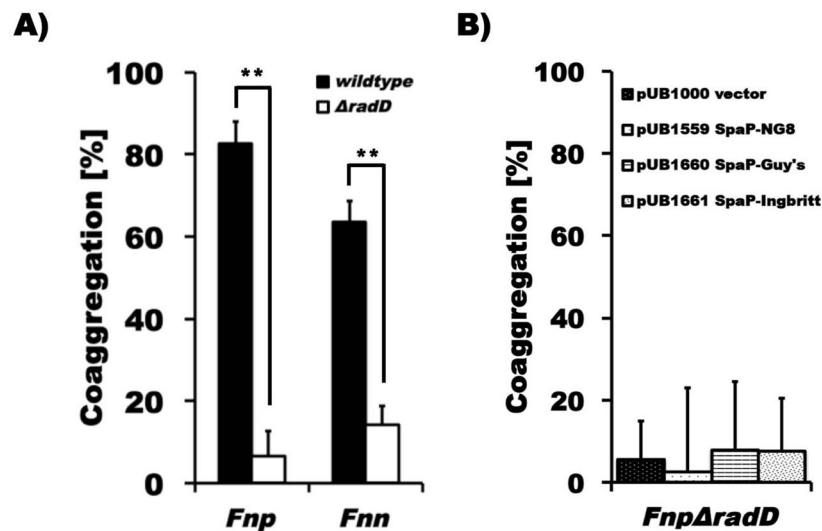 A)
Coaggregation [%]
100
80
60
40
20
0
**
**
wildtype
ΔradD
Fnp
Fnn
B)
Coaggregation [%]
100
80
60
40
20
0
pUB1000 vector
pUB1559 SpaP-NG8
pUB1660 SpaP-Guy's
pUB1661 SpaP-Ingbritt
FnpΔradD